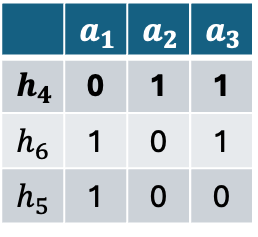 a₁ a₂ a₃
h₄ 0 1 1
h₆ 1 0 1
h₅ 1 0 0